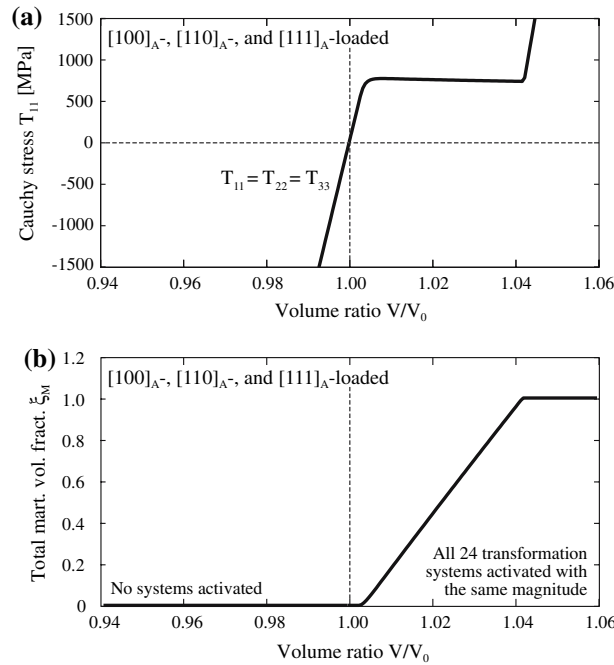 (a)
1500
1000
500
0
-500
-1000
-1500
Cauchy stress T₁₁ [MPa]
[100]A-, [110]A-, and [111]A-loaded
T₁₁ = T₂₂ = T₃₃
0.94 0.96 0.98 1.00 1.02 1.04 1.06
Volume ratio V/V₀
(b)
1.2
1.0
0.8
0.6
0.4
0.2
0
Total mart. vol. fract. ξM
[100]A-, [110]A-, and [111]A-loaded
No systems activated
All 24 transformation
systems activated with
the same magnitude
0.94 0.96 0.98 1.00 1.02 1.04 1.06
Volume ratio V/V₀